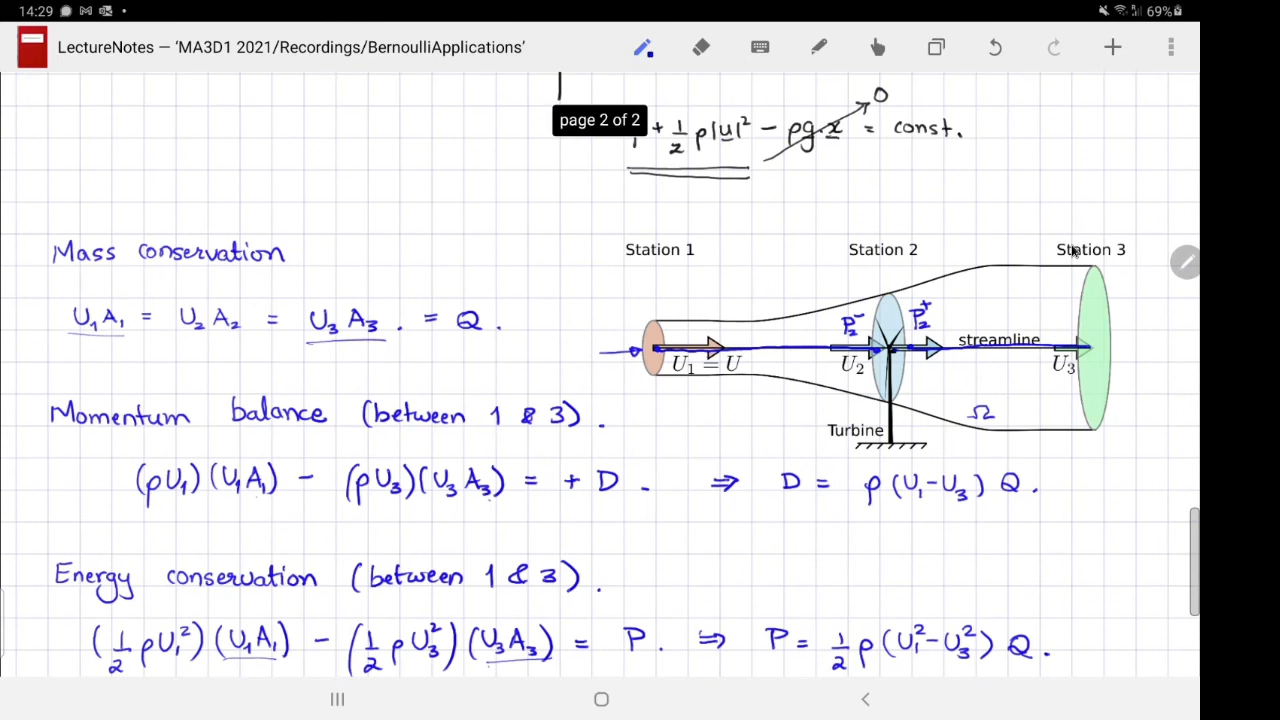 14:29
69%
LectureNotes — ‘MA3D1 2021/Recordings/BernoulliApplications’
page 2 of 2
+ 1/2 ρ|u|² − ρg·x = const.
0
Station 1 Station 2 Station 3
Mass conservation
U₁A₁ = U₂A₂ = U₃A₃ . = Q .
P₂⁻ P₂⁺
streamline
U₁ = U U₂ U₃
Momentum balance (between 1 & 3) .
Ω
Turbine
(ρU₁)(U₁A₁) − (ρU₃)(U₃A₃) = + D . ⇒ D = ρ(U₁−U₃) Q .
Energy conservation (between 1 & 3) .
(1/2 ρU₁²)(U₁A₁) − (1/2 ρU₃²)(U₃A₃) = P . ⇒ P = 1/2 ρ(U₁²−U₃²) Q .